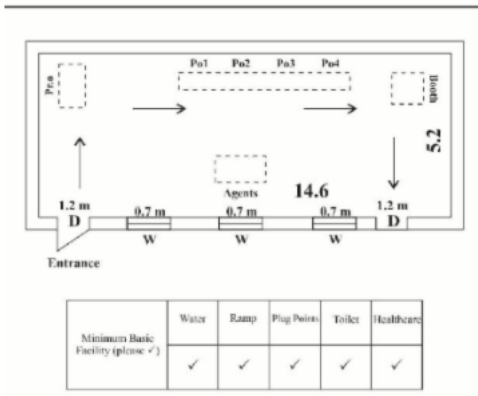 Po1 Po2 Po3 Po4
Pr.o
Booth
5.2
Agents 14.6
1.2 m 0.7 m 0.7 m 0.7 m 1.2 m
D D
W W W
Entrance
Minimum Basic
Facility (please ✓)
Water Ramp Plug Points Toilet Healthcare
✓ ✓ ✓ ✓ ✓